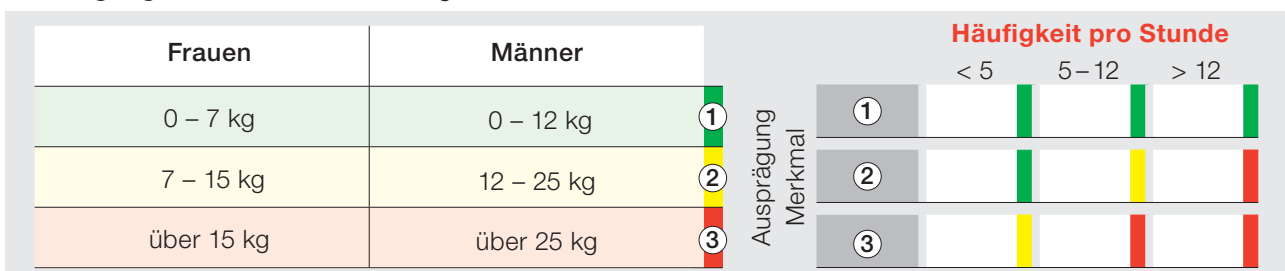 Frauen Männer
0 – 7 kg 0 – 12 kg 1
7 – 15 kg 12 – 25 kg 2
über 15 kg über 25 kg 3
Ausprägung
Merkmal
Häufigkeit pro Stunde
< 5 5 – 12 > 12
1
2
3